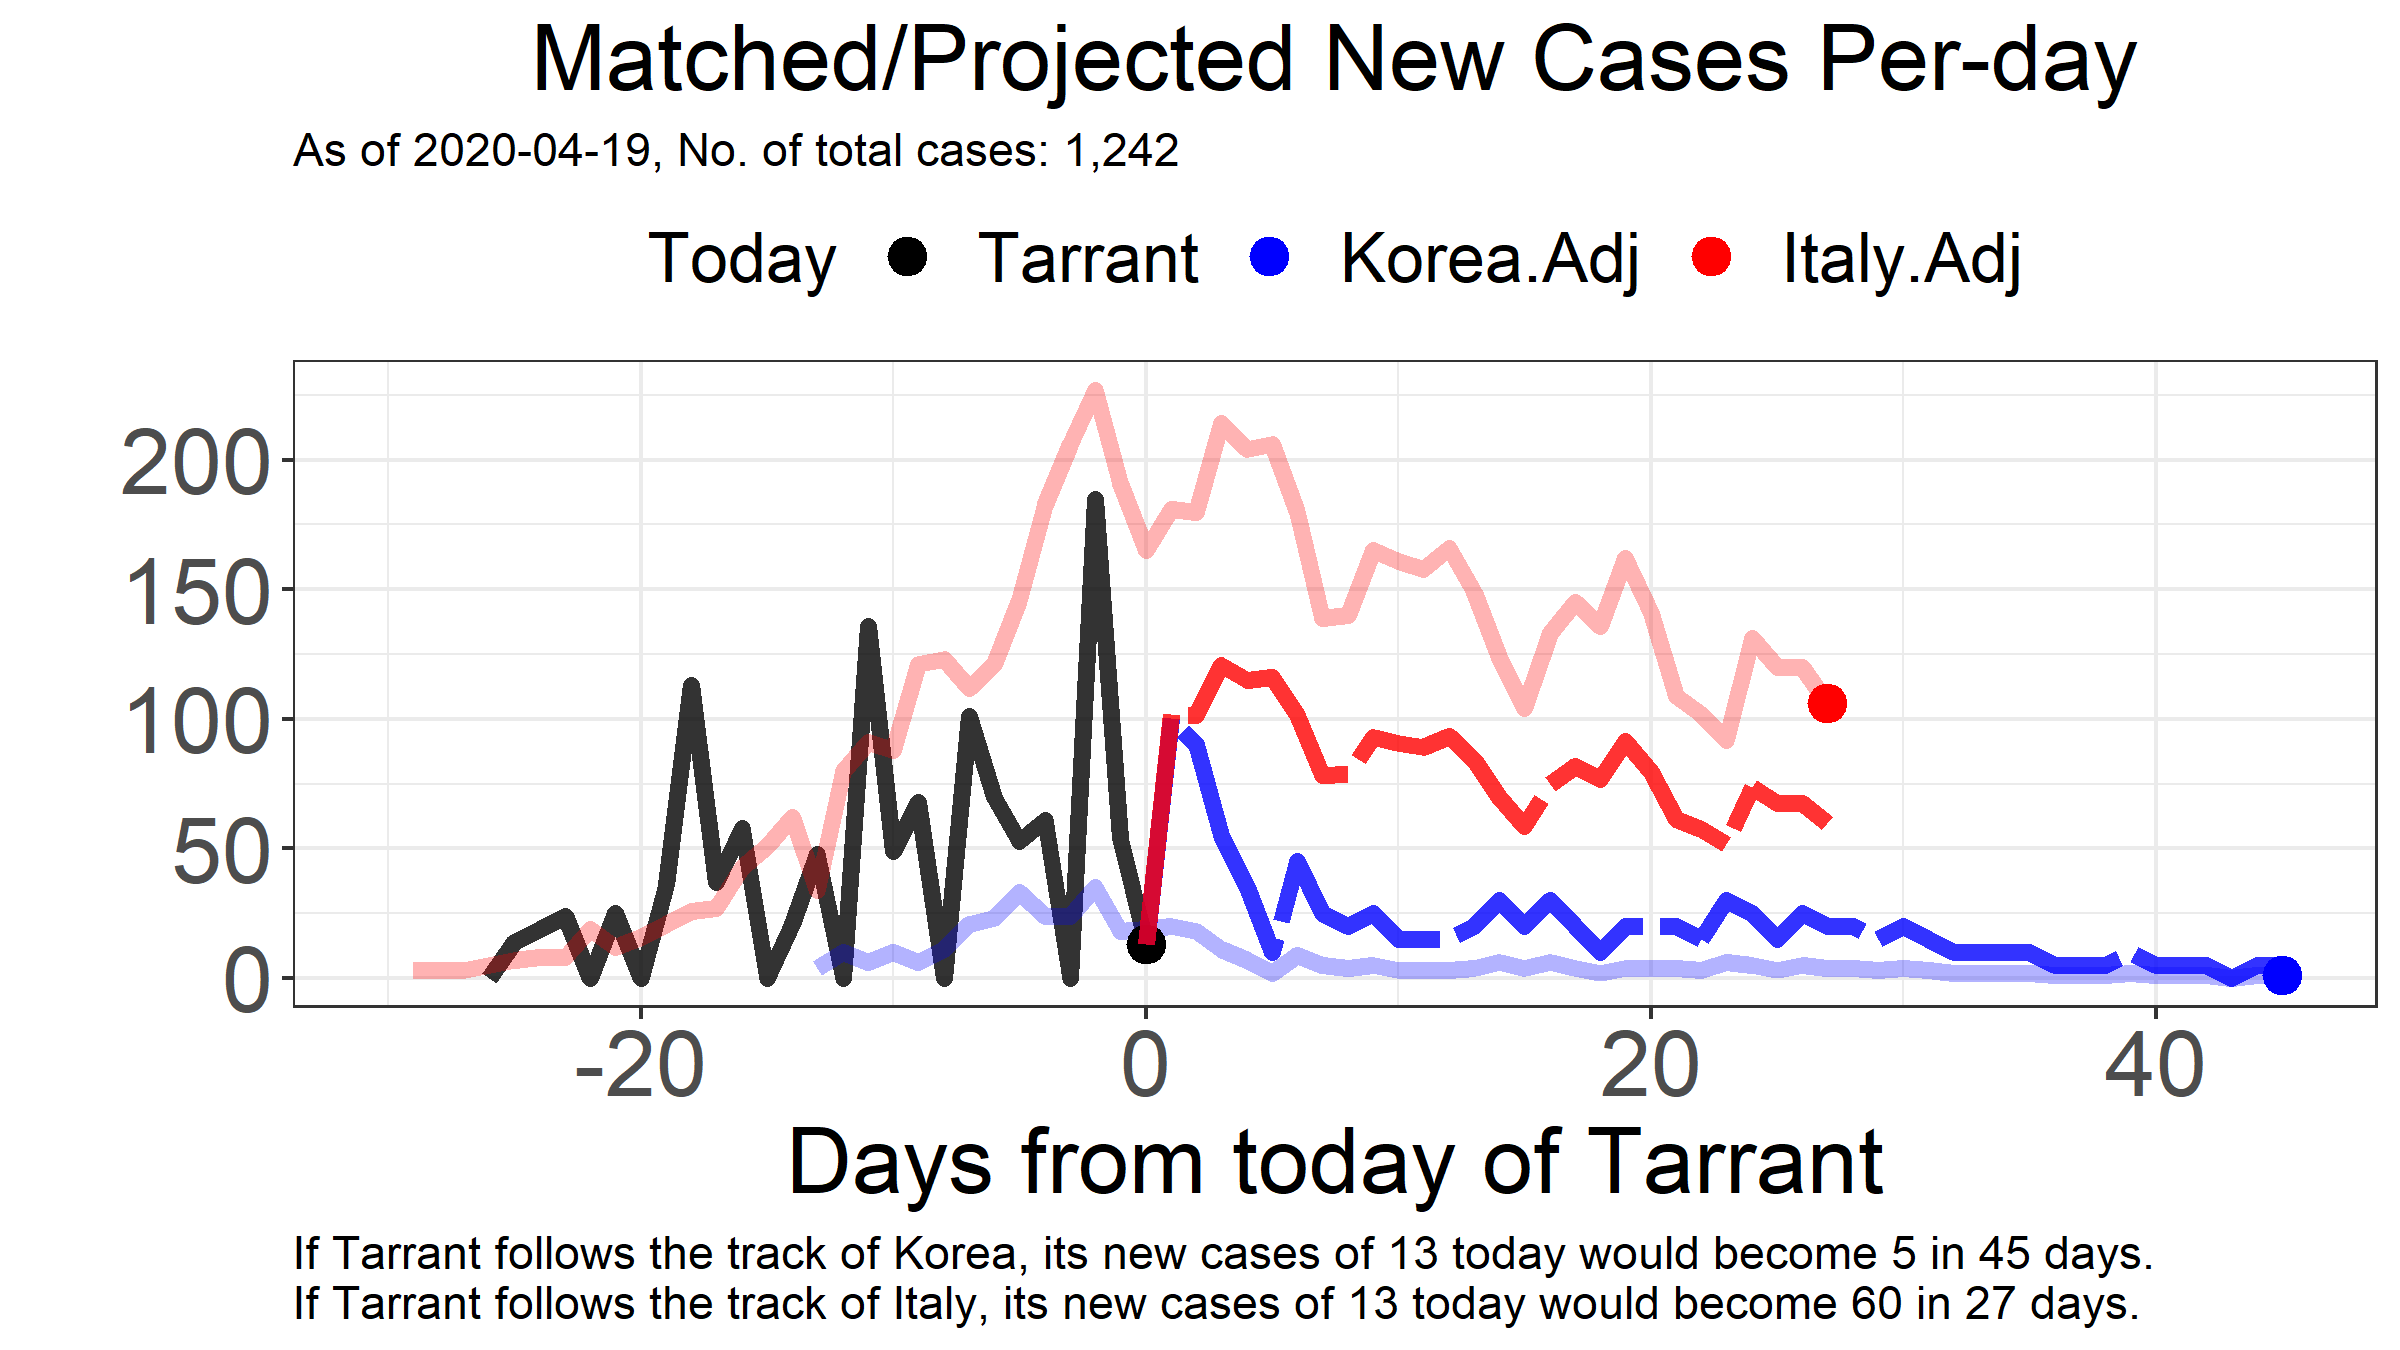 Matched/Projected New Cases Per-day
As of 2020-04-19, No. of total cases: 1,242
Today Tarrant Korea.Adj Italy.Adj
200
150
100
50
0
-20 0 20 40
Days from today of Tarrant
If Tarrant follows the track of Korea, its new cases of 13 today would become 5 in 45 days.
If Tarrant follows the track of Italy, its new cases of 13 today would become 60 in 27 days.